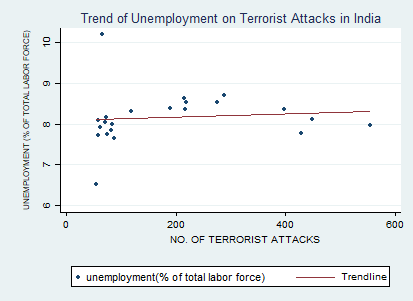 Trend of Unemployment on Terrorist Attacks in India
UNEMPLOYMENT (% OF TOTAL LABOR FORCE)
10
9
8
7
6
0 200 400 600
NO. OF TERRORIST ATTACKS
unemployment(% of total labor force) Trendline